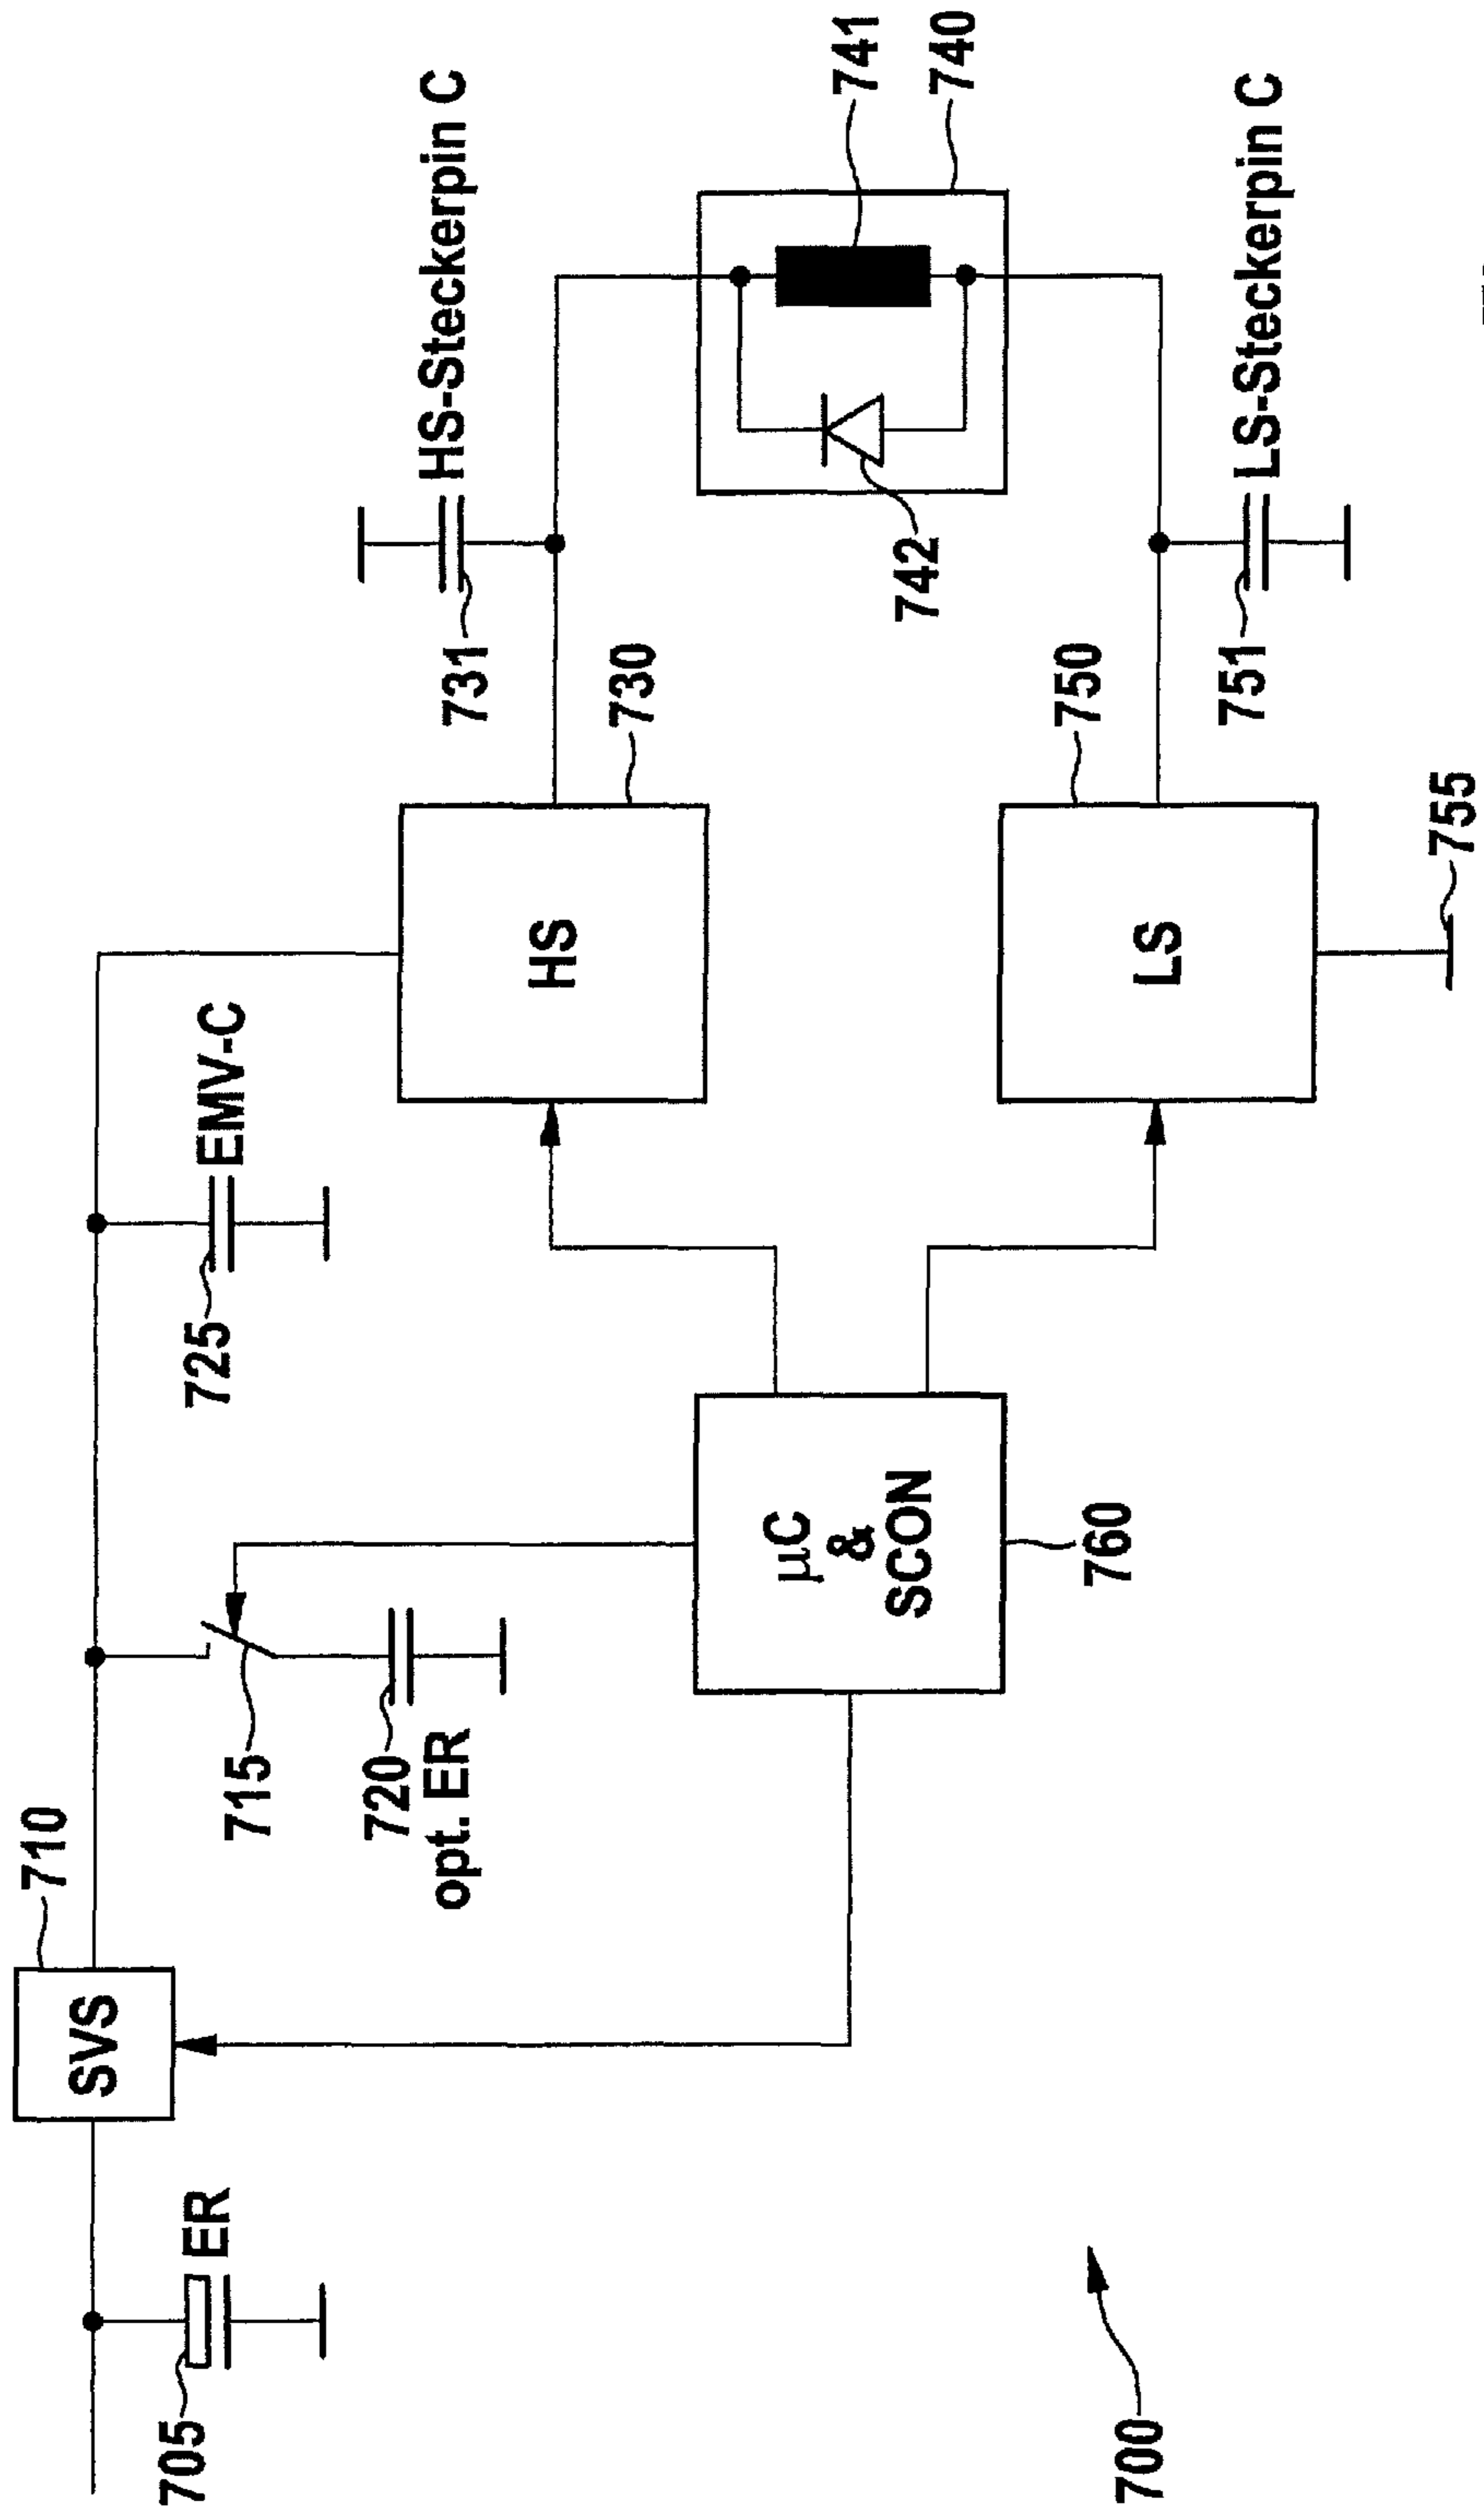 710
SVS
705
ER
725
EMV-C
715
720
opt. ER
HS-Steckerpin C
731
HS
730
741
µC
&
SCON
742
740
750
760
700
LS
751
LS-Steckerpin C
755